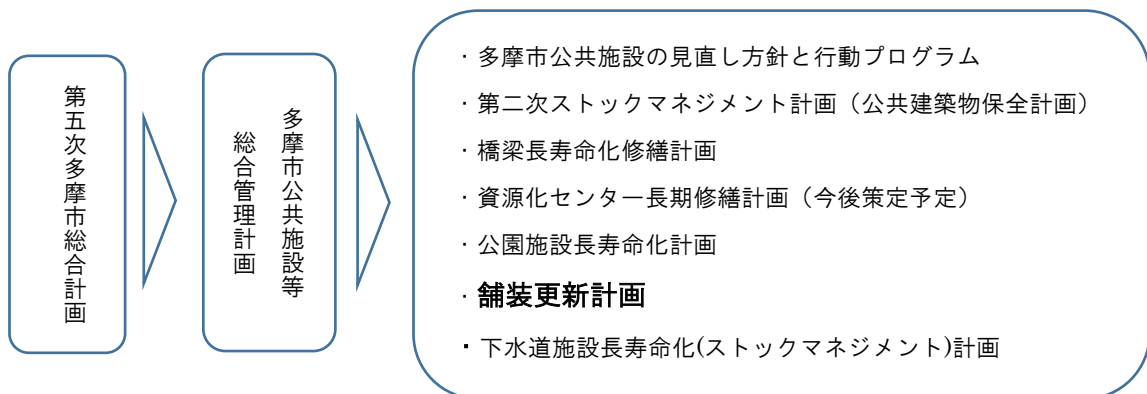 第五次多摩市総合計画
多摩市公共施設等
総合管理計画
・多摩市公共施設の見直し方針と行動プログラム
・第二次ストックマネジメント計画（公共建築物保全計画）
・橋梁長寿命化修繕計画
・資源化センター長期修繕計画（今後策定予定）
・公園施設長寿命化計画
・舗装更新計画
・下水道施設長寿命化(ストックマネジメント)計画